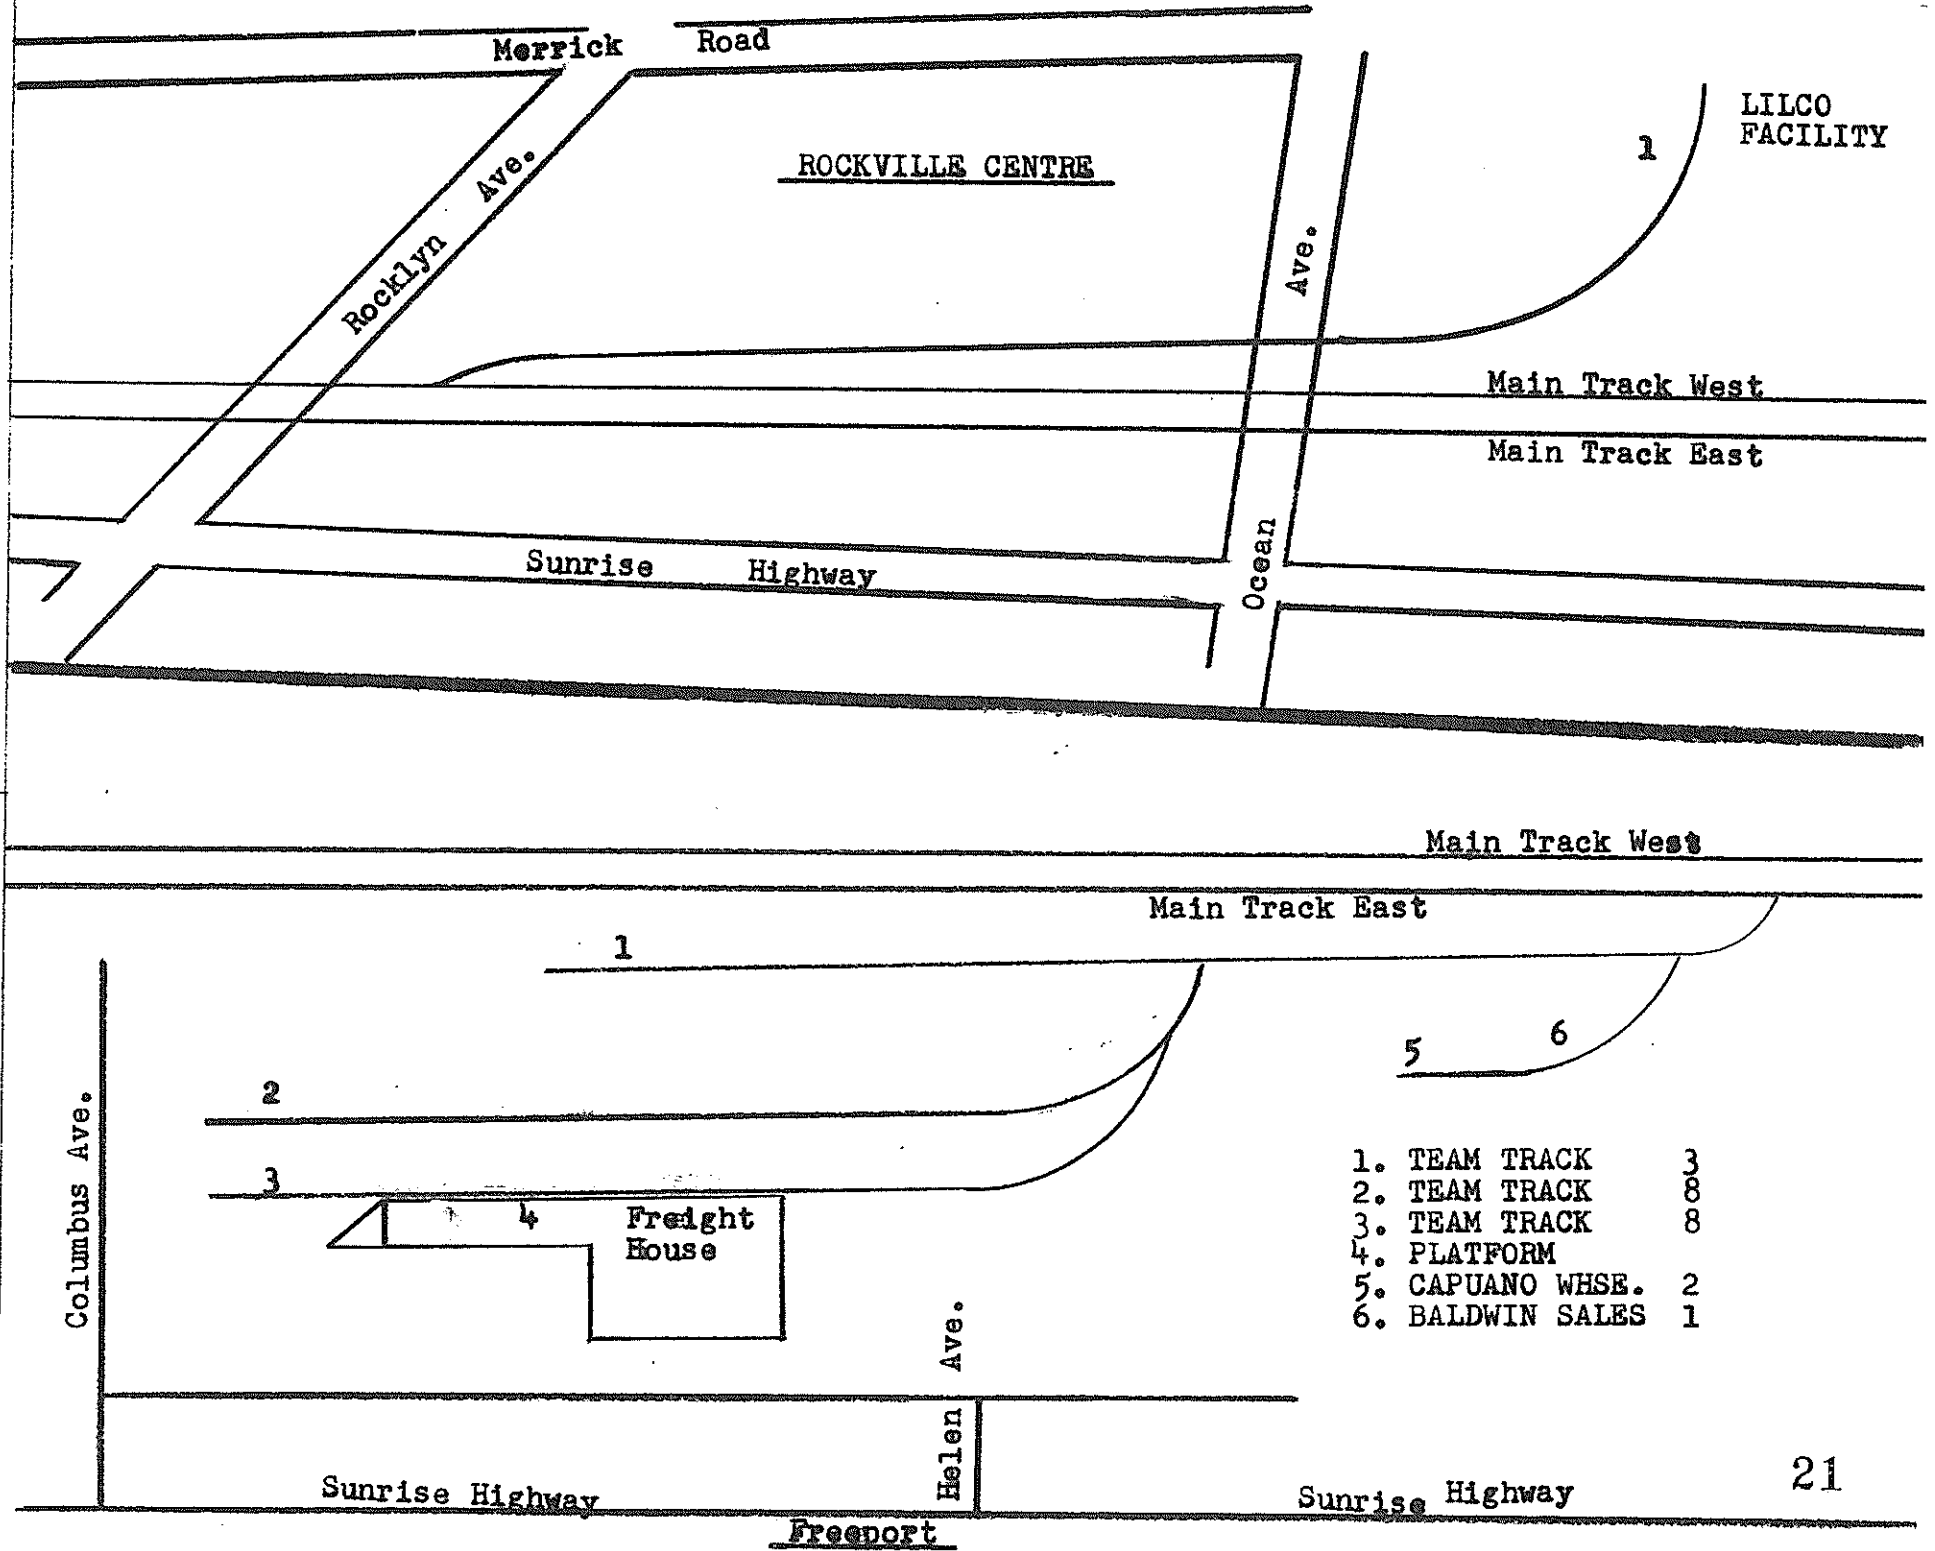 Merrick Road
ROCKVILLE CENTRE
LILCO
FACILITY
1
Rocklyn Ave.
Ocean Ave.
Main Track West
Main Track East
Sunrise Highway
Main Track West
Main Track East
1
2
3
4
5
6
Freight
House
Columbus Ave.
Helen Ave.
1. TEAM TRACK 3
2. TEAM TRACK 8
3. TEAM TRACK 8
4. PLATFORM
5. CAPUANO WHSE. 2
6. BALDWIN SALES 1
Sunrise Highway
Sunrise Highway
Freeport
21